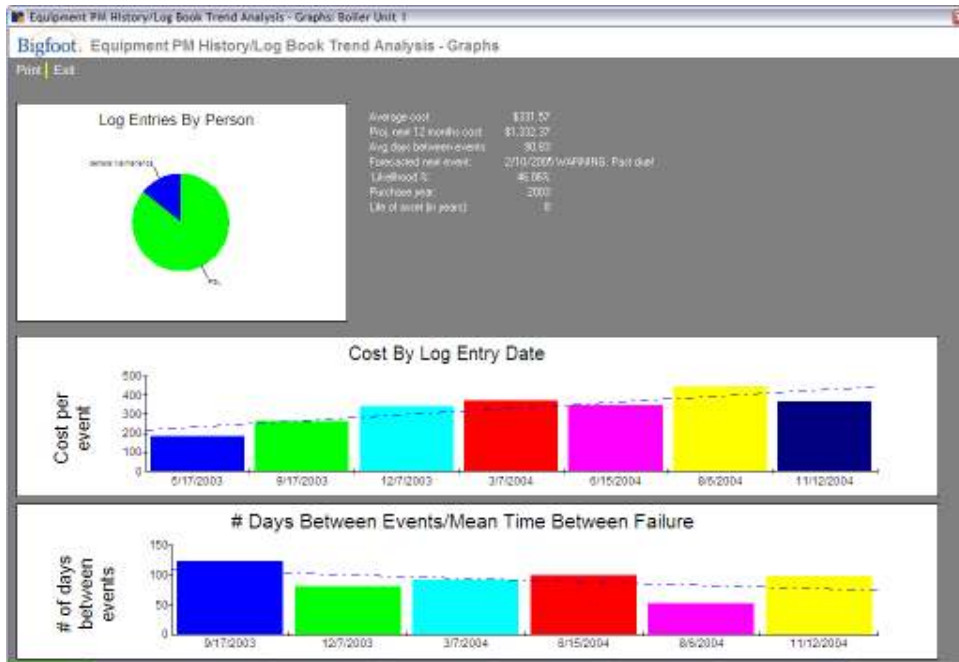 Equipment PM History/Log Book Trend Analysis - Graphs: Boiler Unit 1
Bigfoot. Equipment PM History/Log Book Trend Analysis - Graphs
Print Exit
Log Entries By Person
Average cost $331.57
Proj. next 12 months cost $1,332.37
Avg days between events 90.83
Forecasted next event: 2/10/2005 WARNING: Past due!
Likelihood % 46.06%
Purchase year: 2003
Life of asset (in years) 8
Cost By Log Entry Date
Cost per event
500
400
300
200
100
0
5/17/2003 9/17/2003 12/7/2003 3/7/2004 6/15/2004 8/6/2004 11/12/2004
# Days Between Events/Mean Time Between Failure
# of days between events
150
100
50
0
9/17/2003 12/7/2003 3/7/2004 6/15/2004 8/6/2004 11/12/2004